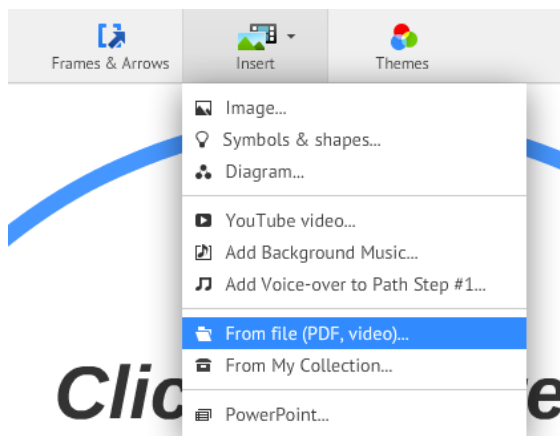 Frames & Arrows
Insert
Themes
Image...
Symbols & shapes...
Diagram...
YouTube video...
Add Background Music...
Add Voice-over to Path Step #1...
From file (PDF, video)...
From My Collection...
PowerPoint...
Clic
e